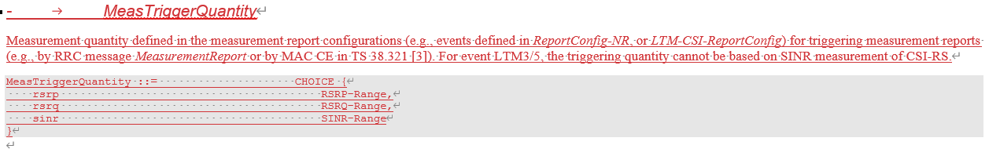 - → MeasTriggerQuantity↵
Measurement·quantity·defined·in·the·measurement·report·configurations·(e.g.,·events·defined·in·ReportConfig-NR,·or·LTM-CSI-ReportConfig)·for·triggering·measurement·reports·
(e.g.,·by·RRC·message·MeasurementReport·or·by·MAC·CE·in·TS·38.321·[3]).·For·event·LTM3/5,·the·triggering·quantity·cannot·be·based·on·SINR·measurement·of·CSI-RS.↵
MeasTriggerQuantity·::=·····················CHOICE·{↵
····rsrp········································RSRP-Range,↵
····rsrq········································RSRQ-Range,↵
····sinr········································SINR-Range↵
}↵
↵